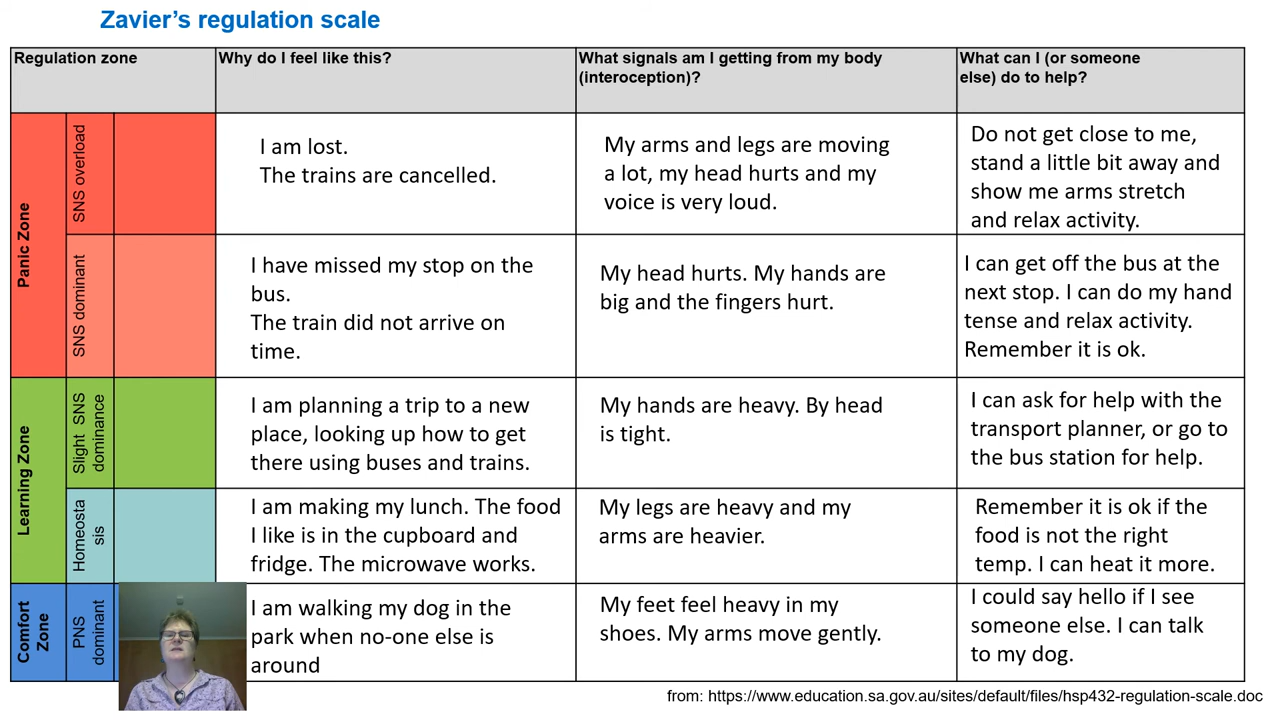 Zavier’s regulation scale
Regulation zone
Why do I feel like this?
What signals am I getting from my body
(interoception)?
What can I (or someone
else) do to help?
Panic Zone
SNS overload
I am lost.
The trains are cancelled.
My arms and legs are moving
a lot, my head hurts and my
voice is very loud.
Do not get close to me,
stand a little bit away and
show me arms stretch
and relax activity.
SNS dominant
I have missed my stop on the
bus.
The train did not arrive on
time.
My head hurts. My hands are
big and the fingers hurt.
I can get off the bus at the
next stop. I can do my hand
tense and relax activity.
Remember it is ok.
Learning Zone
Slight SNS
dominance
I am planning a trip to a new
place, looking up how to get
there using buses and trains.
My hands are heavy. By head
is tight.
I can ask for help with the
transport planner, or go to
the bus station for help.
Homeosta
sis
I am making my lunch. The food
I like is in the cupboard and
fridge. The microwave works.
My legs are heavy and my
arms are heavier.
Remember it is ok if the
food is not the right
temp. I can heat it more.
Comfort
Zone
PNS
dominant
I am walking my dog in the
park when no-one else is
around
My feet feel heavy in my
shoes. My arms move gently.
I could say hello if I see
someone else. I can talk
to my dog.
from: https://www.education.sa.gov.au/sites/default/files/hsp432-regulation-scale.doc